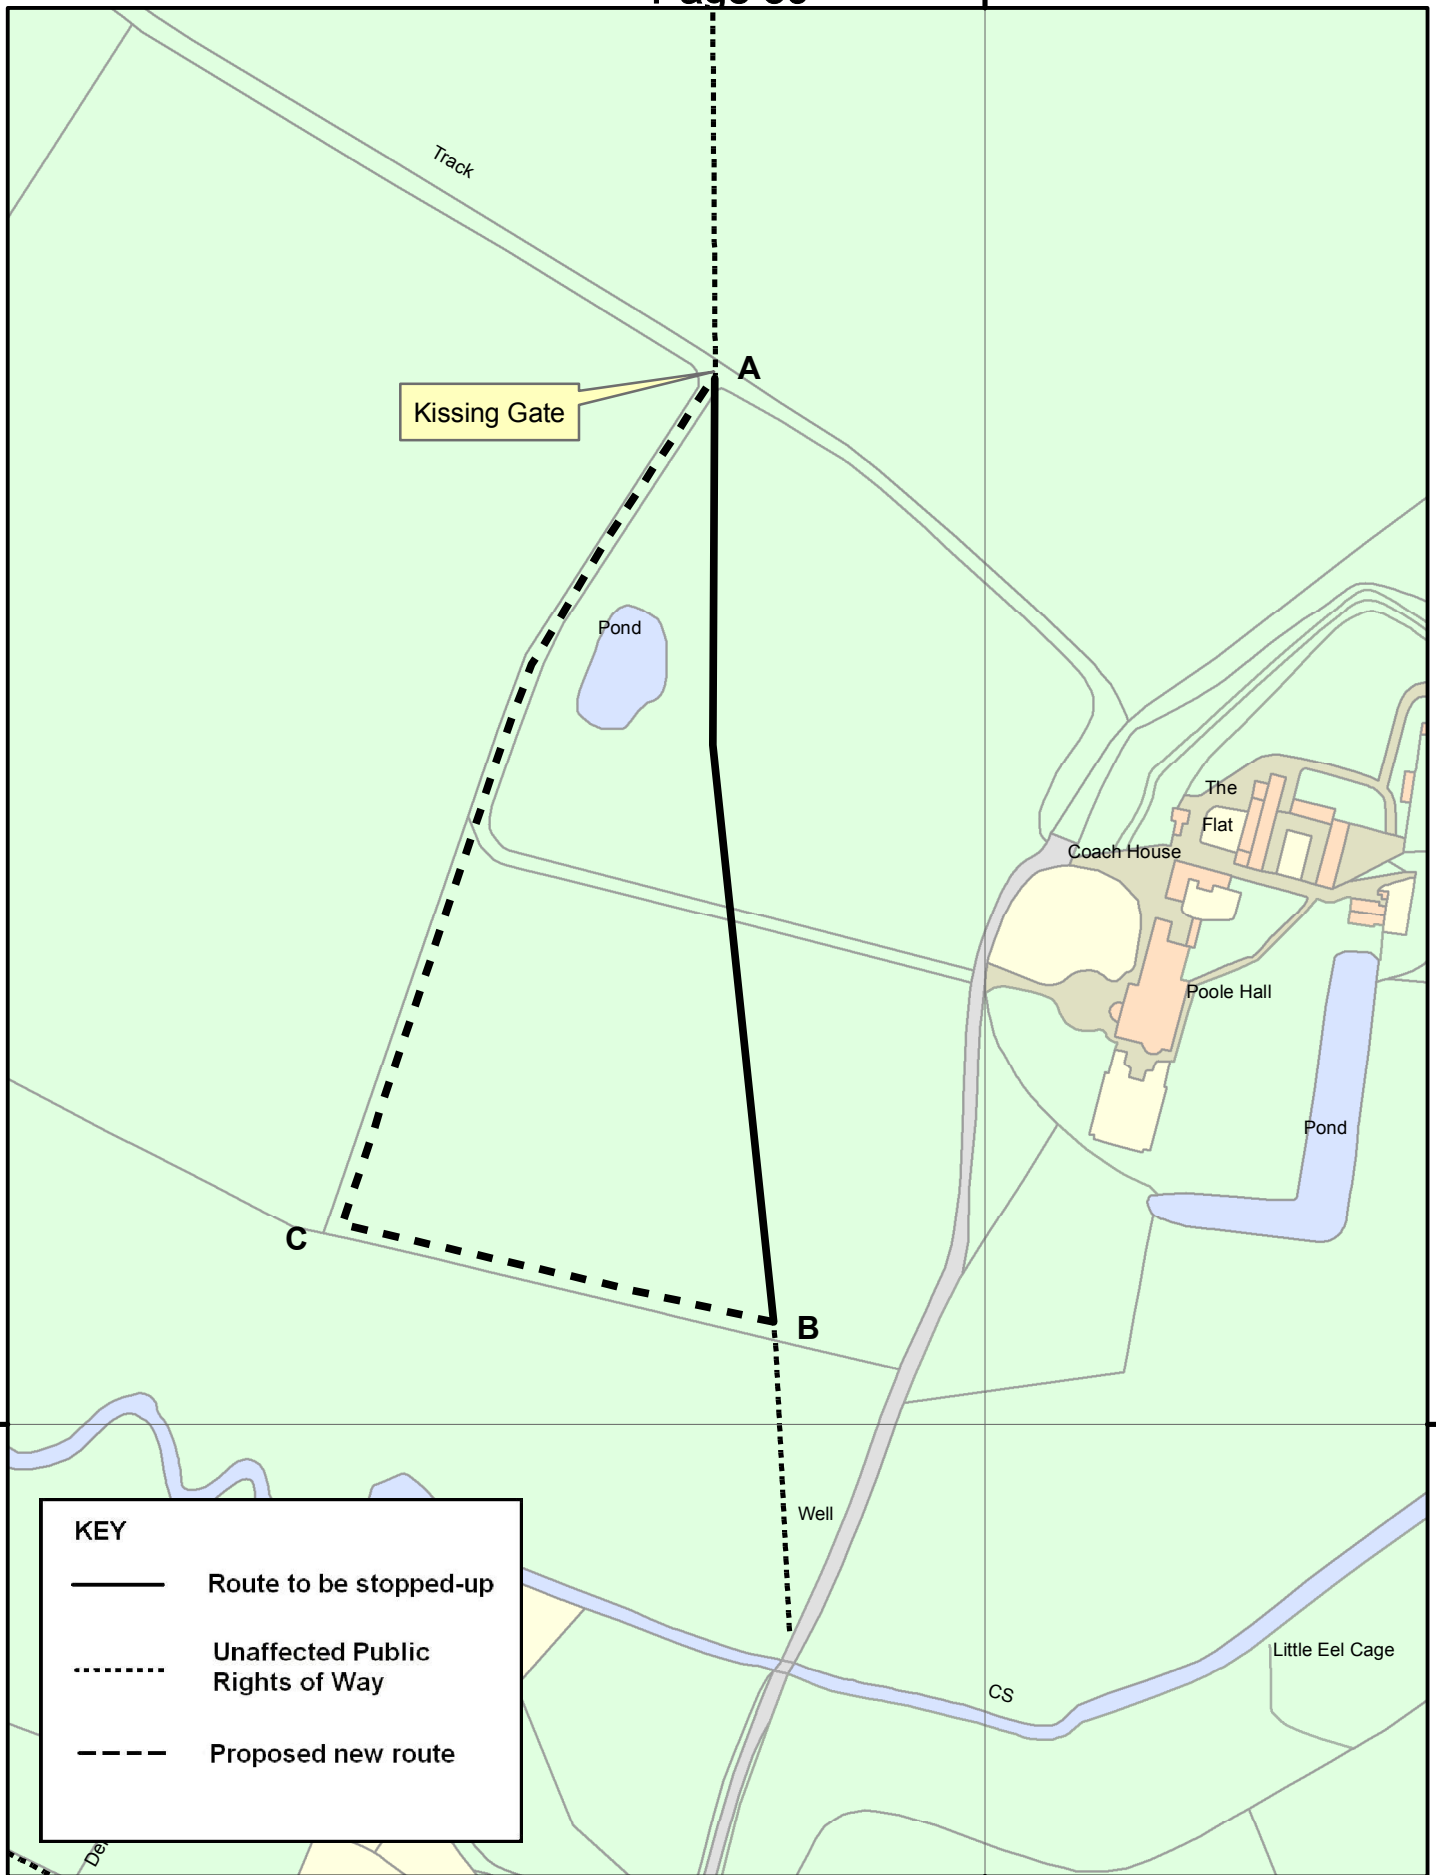 Track
A
Kissing Gate
Pond
The
Flat
Coach House
Poole Hall
Pond
C
B
Well
KEY
Route to be stopped-up
Unaffected Public
Rights of Way
Proposed new route
Little Eel Cage
CS